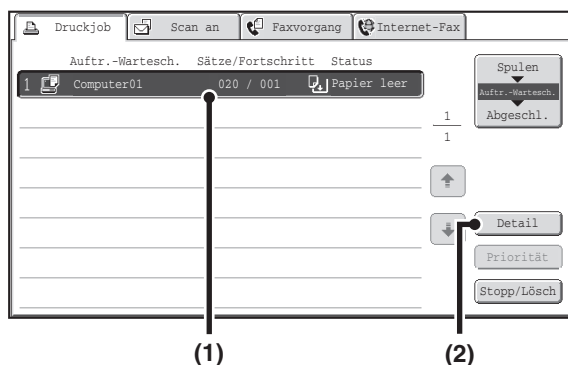 Druckjob Scan an Faxvorgang Internet-Fax
Auftr.-Wartesch. Sätze/Fortschritt Status
1 Computer01 020 / 001 Papier leer
Spulen
Auftr.-Wartesch.
Abgeschl.
1
1
Detail
Priorität
Stopp/Lösch
(1) (2)